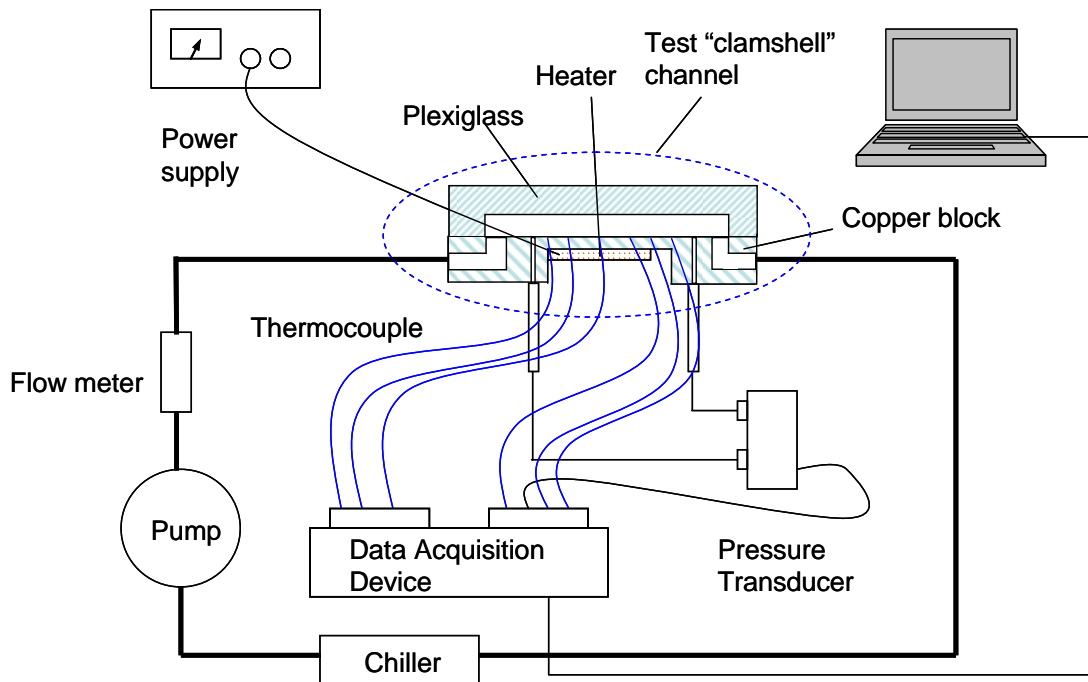 Test “clamshell”
channel
Heater
Plexiglass
Power
supply
Copper block
Thermocouple
Flow meter
Pump
Data Acquisition
Device
Pressure
Transducer
Chiller